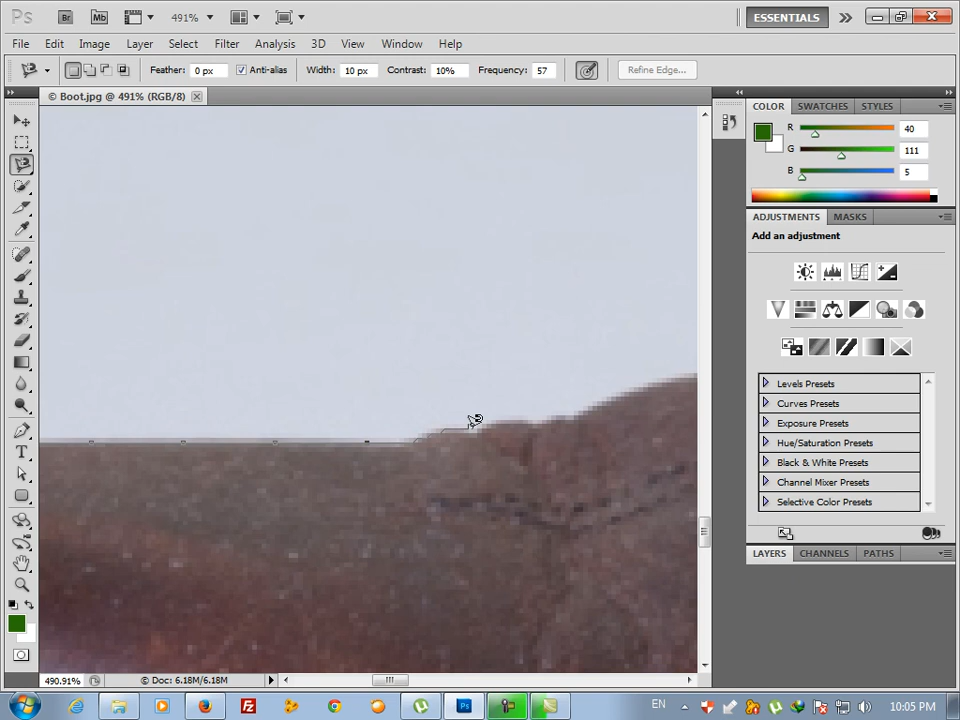 Ps Br Mb 491% ESSENTIALS
File Edit Image Layer Select Filter Analysis 3D View Window Help
Feather: 0 px Anti-alias Width: 10 px Contrast: 10% Frequency: 57 Refine Edge...
© Boot.jpg @ 491% (RGB/8)
COLOR SWATCHES STYLES
R 40
G 111
B 5
ADJUSTMENTS MASKS
Add an adjustment
Levels Presets
Curves Presets
Exposure Presets
Hue/Saturation Presets
Black & White Presets
Channel Mixer Presets
Selective Color Presets
LAYERS CHANNELS PATHS
490.91% © Doc: 6.18M/6.18M
EN 10:05 PM